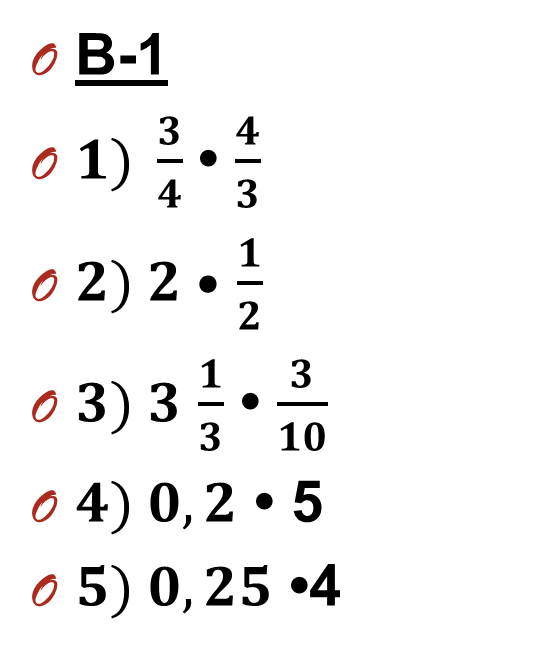 B-1
1) 3/4 • 4/3
2) 2 • 1/2
3) 3 1/3 • 3/10
4) 0,2 • 5
5) 0,25 •4